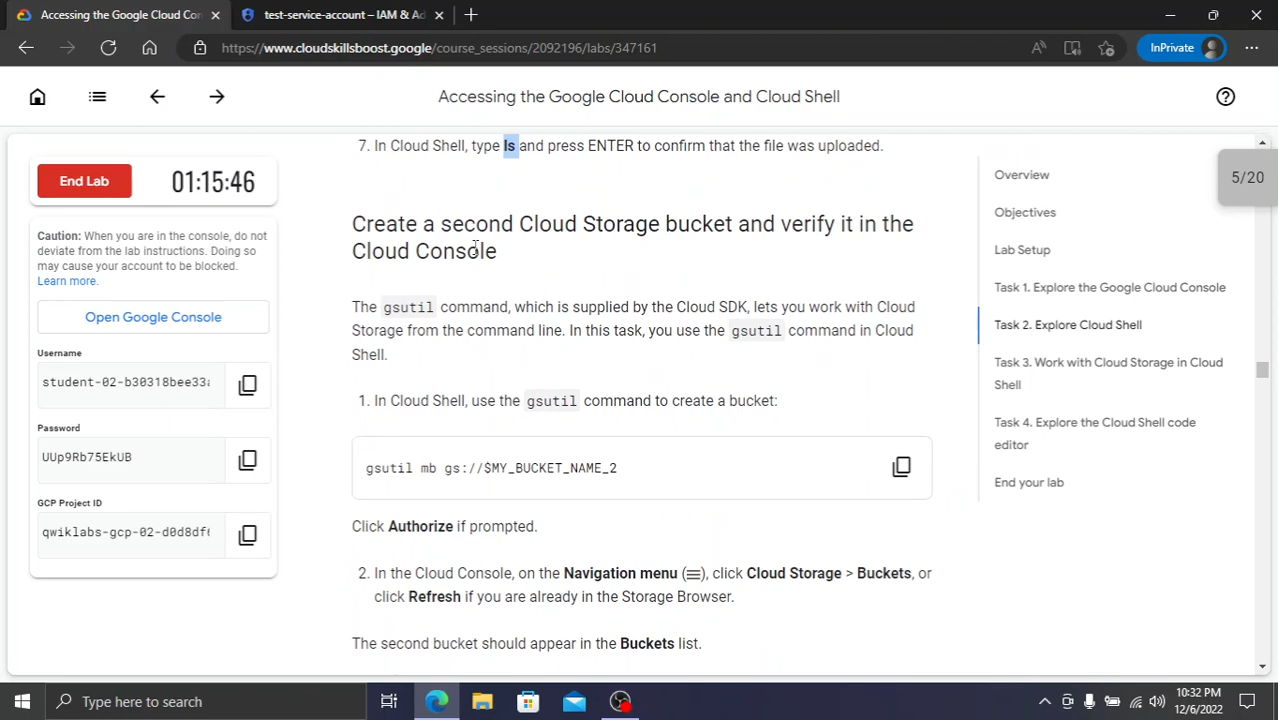 Accessing the Google Cloud Con
test-service-account – IAM & Ad
https://www.cloudskillsboost.google/course_sessions/2092196/labs/347161
InPrivate
Accessing the Google Cloud Console and Cloud Shell
End Lab
01:15:46
Caution: When you are in the console, do not
deviate from the lab instructions. Doing so
may cause your account to be blocked.
Learn more.
Open Google Console
Username
student-02-b30318bee33
Password
UUp9Rb75EkUB
GCP Project ID
qwiklabs-gcp-02-d0d8df
7. In Cloud Shell, type ls and press ENTER to confirm that the file was uploaded.
Create a second Cloud Storage bucket and verify it in the
Cloud Console
The gsutil command, which is supplied by the Cloud SDK, lets you work with Cloud
Storage from the command line. In this task, you use the gsutil command in Cloud
Shell.
1. In Cloud Shell, use the gsutil command to create a bucket:
gsutil mb gs://$MY_BUCKET_NAME_2
Click Authorize if prompted.
2. In the Cloud Console, on the Navigation menu (☰), click Cloud Storage > Buckets, or
click Refresh if you are already in the Storage Browser.
The second bucket should appear in the Buckets list.
5/20
Overview
Objectives
Lab Setup
Task 1. Explore the Google Cloud Console
Task 2. Explore Cloud Shell
Task 3. Work with Cloud Storage in Cloud
Shell
Task 4. Explore the Cloud Shell code
editor
End your lab
Type here to search
10:32 PM
12/6/2022